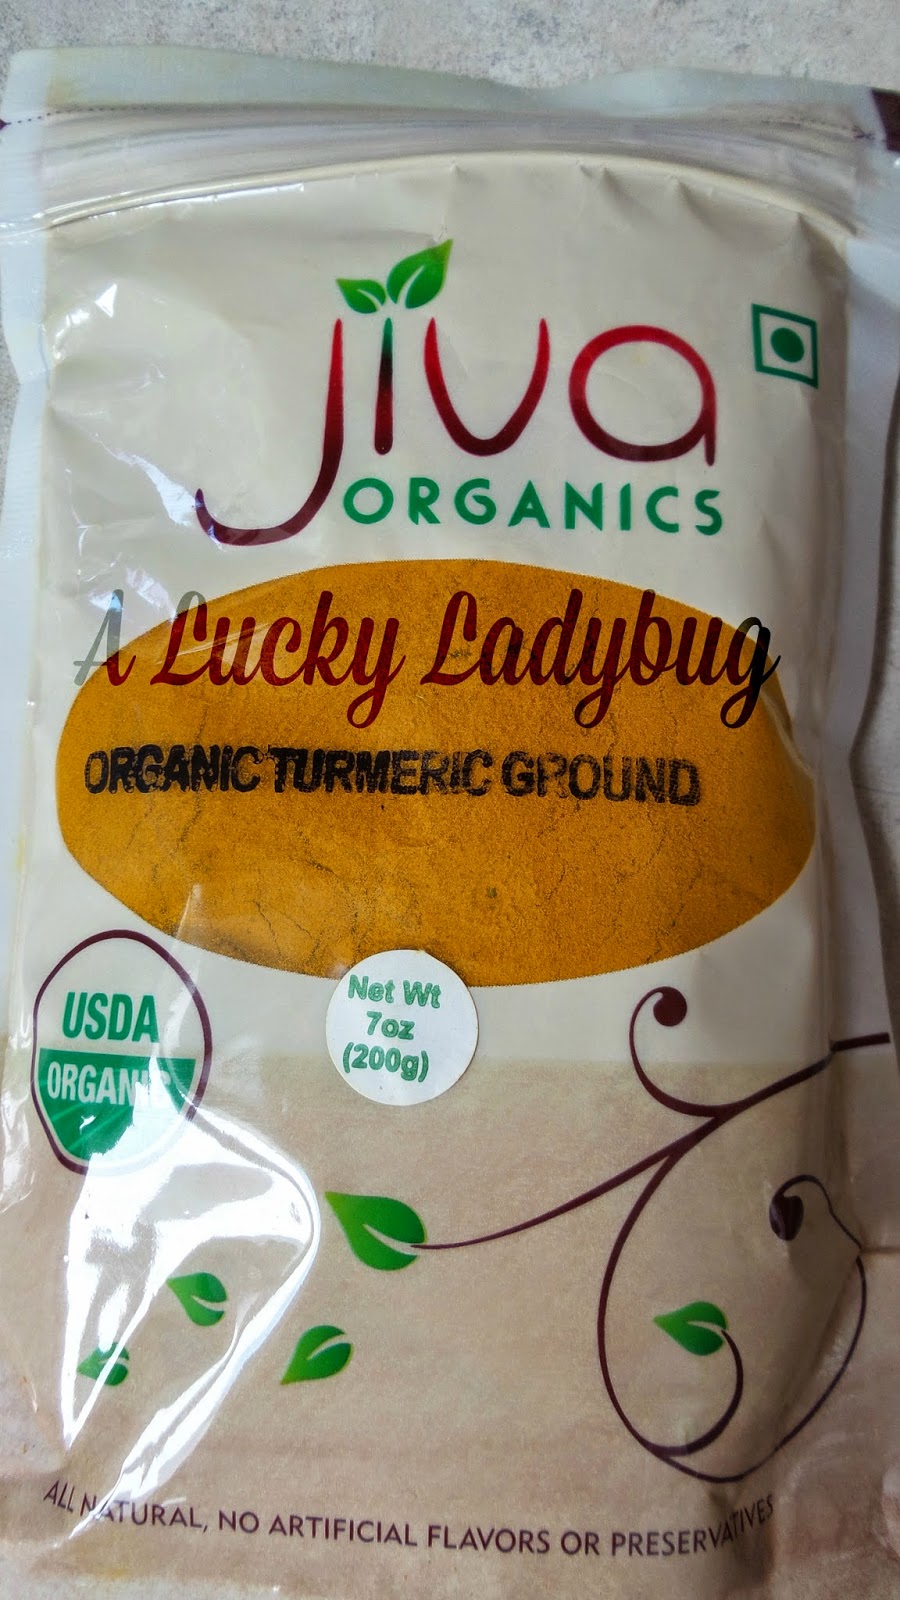 jiva
ORGANICS
A Lucky Ladybug
ORGANIC TURMERIC GROUND
Net Wt
7oz
(200g)
USDA
ORGANIC
ALL NATURAL, NO ARTIFICIAL FLAVORS OR PRESERVATIVES